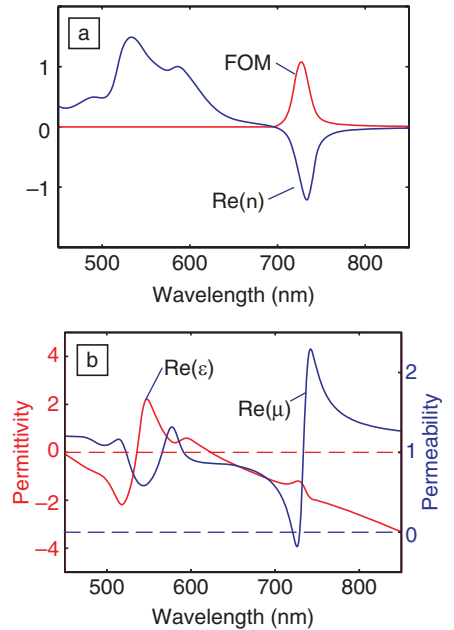 a
1
0
−1
FOM
Re(n)
500 600 700 800
Wavelength (nm)
b
4
2
0
−2
−4
Permittivity
Re(ε)
Re(μ)
2
1
0
Permeability
500 600 700 800
Wavelength (nm)